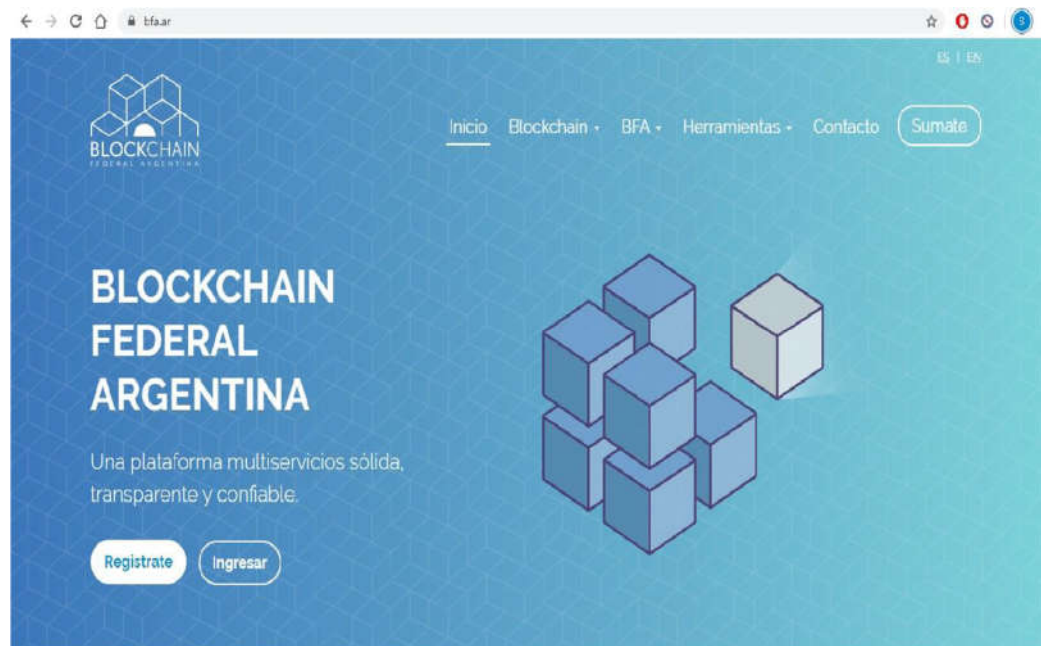 bfa.ar
ES | EN
BLOCKCHAIN
FEDERAL ARGENTINA
Inicio Blockchain BFA Herramientas Contacto Sumate
BLOCKCHAIN
FEDERAL
ARGENTINA
Una plataforma multiservicios sólida,
transparente y confiable.
Registrate Ingresar